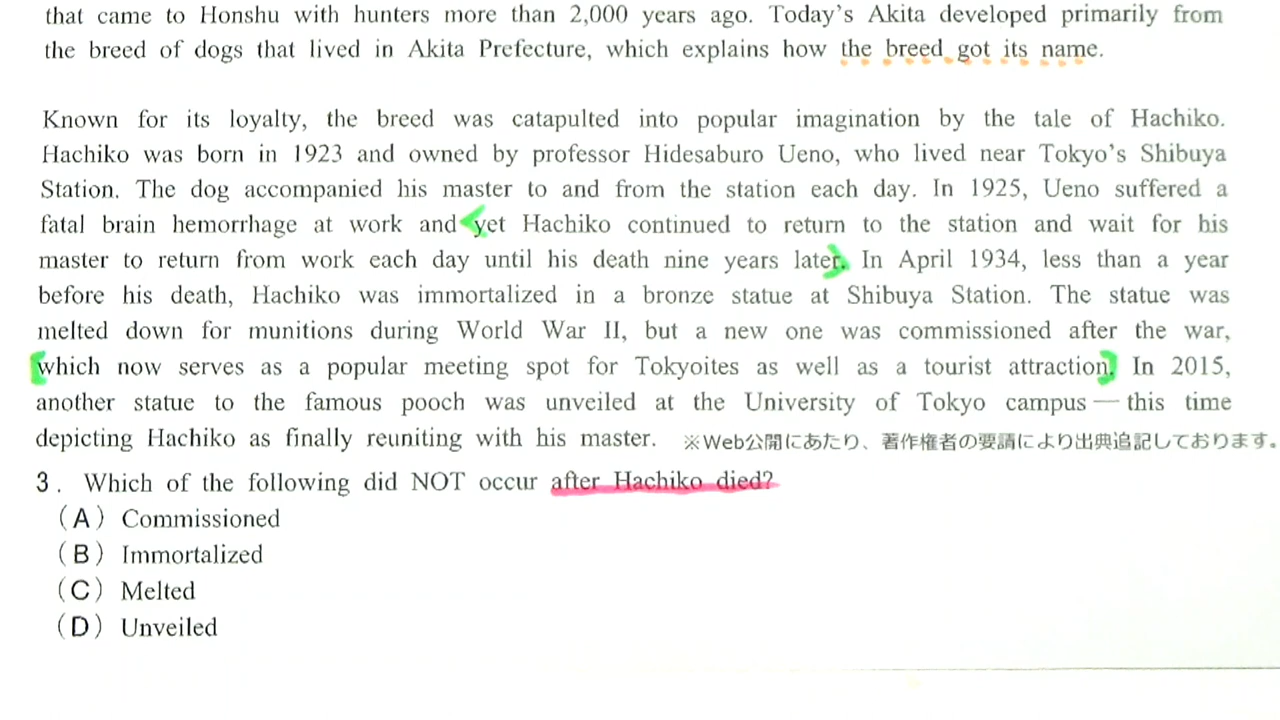 that came to Honshu with hunters more than 2,000 years ago. Today's Akita developed primarily from
the breed of dogs that lived in Akita Prefecture, which explains how the breed got its name.
Known for its loyalty, the breed was catapulted into popular imagination by the tale of Hachiko.
Hachiko was born in 1923 and owned by professor Hidesaburo Ueno, who lived near Tokyo's Shibuya
Station. The dog accompanied his master to and from the station each day. In 1925, Ueno suffered a
fatal brain hemorrhage at work and <yet Hachiko continued to return to the station and wait for his
master to return from work each day until his death nine years later.> In April 1934, less than a year
before his death, Hachiko was immortalized in a bronze statue at Shibuya Station. The statue was
melted down for munitions during World War II, but a new one was commissioned after the war,
[which now serves as a popular meeting spot for Tokyoites as well as a tourist attraction.] In 2015,
another statue to the famous pooch was unveiled at the University of Tokyo campus — this time
depicting Hachiko as finally reuniting with his master. ※Web公開にあたり、著作権者の要請により出典追記しております。
3. Which of the following did NOT occur after Hachiko died?
(A) Commissioned
(B) Immortalized
(C) Melted
(D) Unveiled